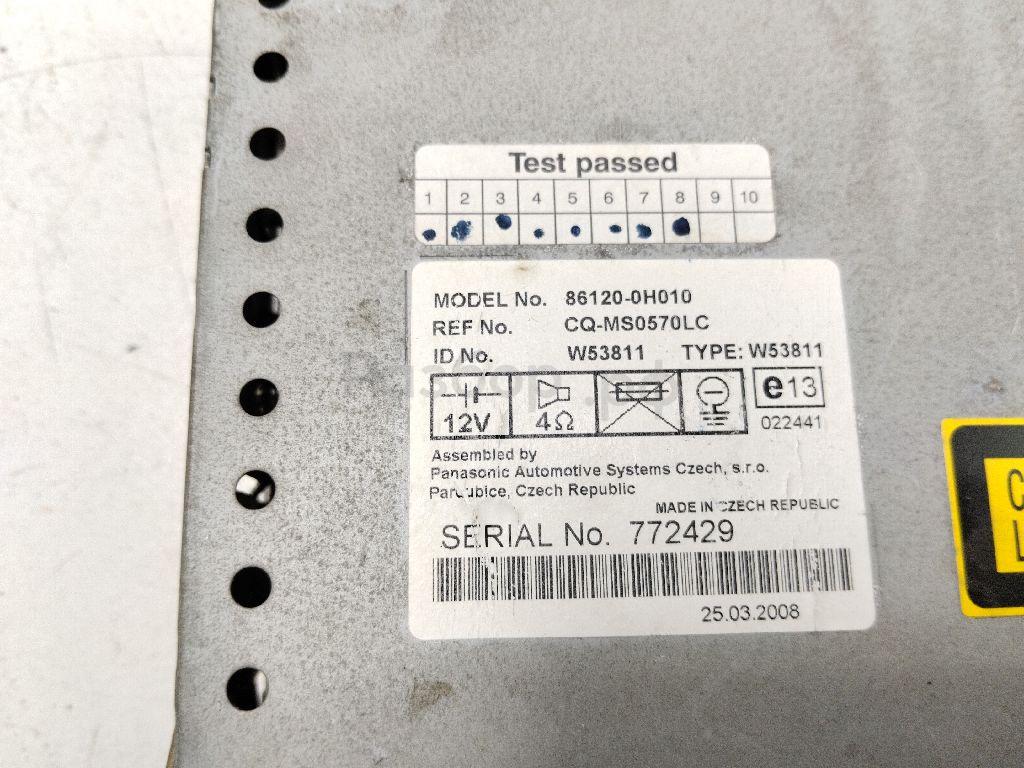 Test passed
1 2 3 4 5 6 7 8 9 10
MODEL No. 86120-0H010
REF No. CQ-MS0570LC
ID No. W53811 TYPE: W53811
12V 4Ω e13
022441
Assembled by
Panasonic Automotive Systems Czech, s.r.o.
Pardubice, Czech Republic
MADE IN CZECH REPUBLIC
SERIAL No. 772429
25.03.2008